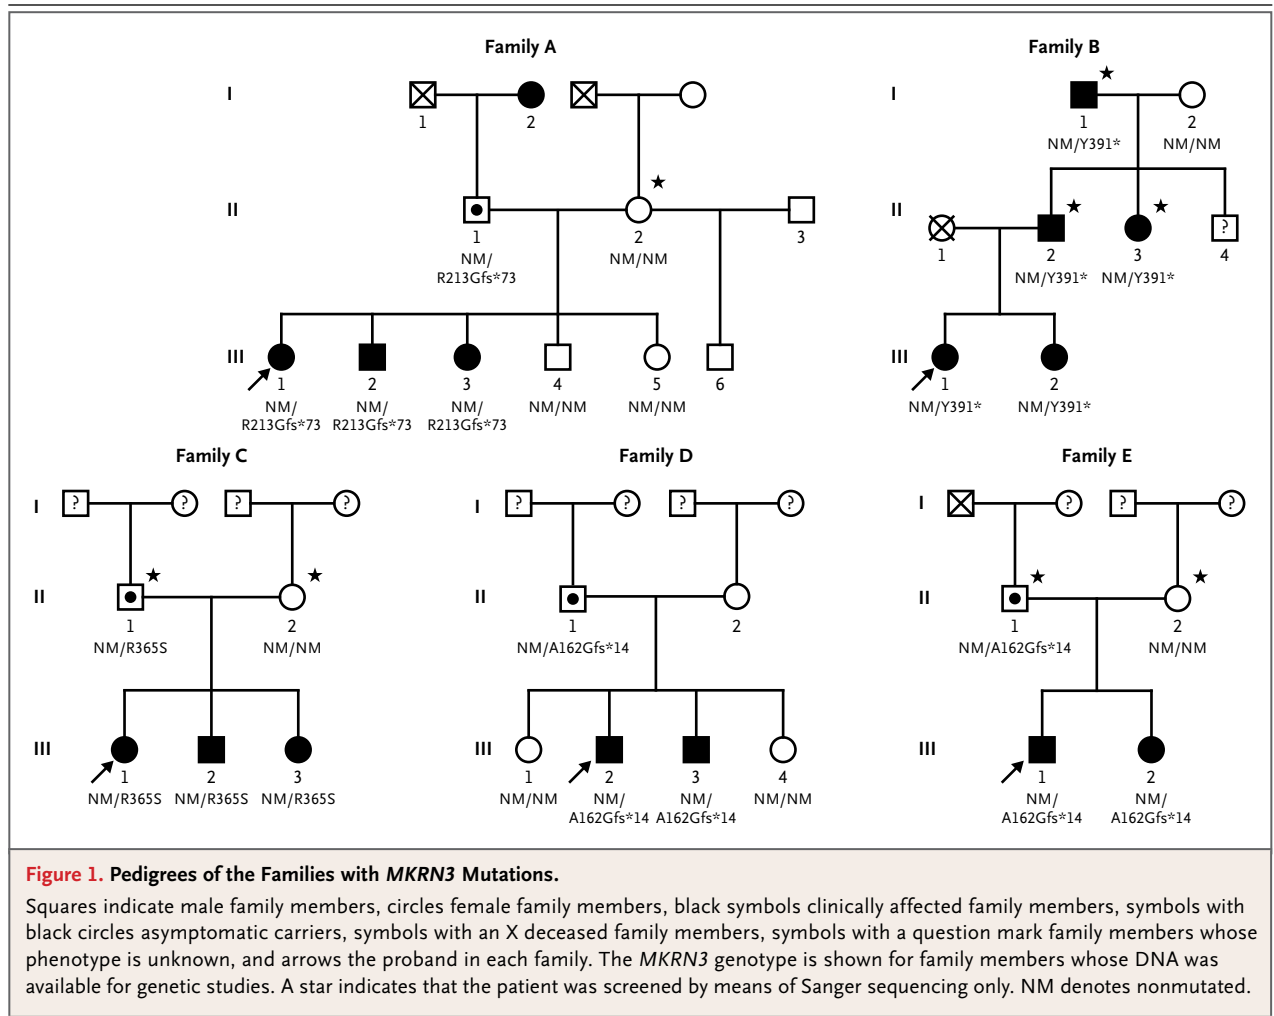 Family A
Family B
I
1
2
I
1
2
NM/Y391*
NM/NM
II
1
2
3
NM/
R213Gfs*73
NM/NM
II
1
2
3
?
4
NM/Y391*
NM/Y391*
III
1
2
3
4
5
6
NM/
R213Gfs*73
NM/
R213Gfs*73
NM/
R213Gfs*73
NM/NM
NM/NM
III
1
2
NM/Y391*
NM/Y391*
Family C
Family D
Family E
I
?
?
?
?
II
1
2
NM/R365S
NM/NM
III
1
2
3
NM/R365S
NM/R365S
NM/R365S
I
?
?
?
?
II
1
2
NM/A162Gfs*14
III
1
2
3
4
NM/NM
NM/
A162Gfs*14
NM/
A162Gfs*14
NM/NM
I
?
?
?
II
1
2
NM/A162Gfs*14
NM/NM
III
1
2
NM/
A162Gfs*14
NM/
A162Gfs*14
Figure 1. Pedigrees of the Families with MKRN3 Mutations.
Squares indicate male family members, circles female family members, black symbols clinically affected family members, symbols with
black circles asymptomatic carriers, symbols with an X deceased family members, symbols with a question mark family members whose
phenotype is unknown, and arrows the proband in each family. The MKRN3 genotype is shown for family members whose DNA was
available for genetic studies. A star indicates that the patient was screened by means of Sanger sequencing only. NM denotes nonmutated.